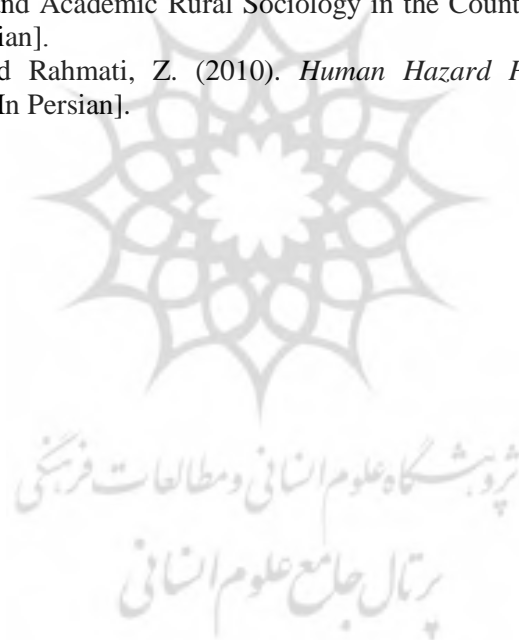 nd Academic Rural Sociology in the Count
ian].
d Rahmati, Z. (2010). Human Hazard
In Persian].
پژوهشگاه علوم انسانی و مطالعات فرهنگی
پرتال جامع علوم انسانی